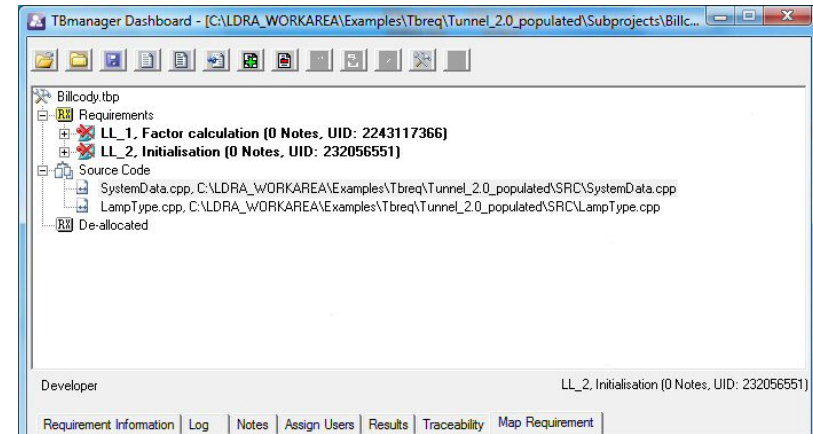 TBmanager Dashboard - [C:\LDRA_WORKAREA\Examples\Tbreq\Tunnel_2.0_populated\Subprojects\Billc...
Billcody.tbp
Requirements
LL_1, Factor calculation (0 Notes, UID: 2243117366)
LL_2, Initialisation (0 Notes, UID: 232056551)
Source Code
SystemData.cpp, C:\LDRA_WORKAREA\Examples\Tbreq\Tunnel_2.0_populated\SRC\SystemData.cpp
LampType.cpp, C:\LDRA_WORKAREA\Examples\Tbreq\Tunnel_2.0_populated\SRC\LampType.cpp
De-allocated
Developer LL_2, Initialisation (0 Notes, UID: 232056551)
Requirement Information Log Notes Assign Users Results Traceability Map Requirement